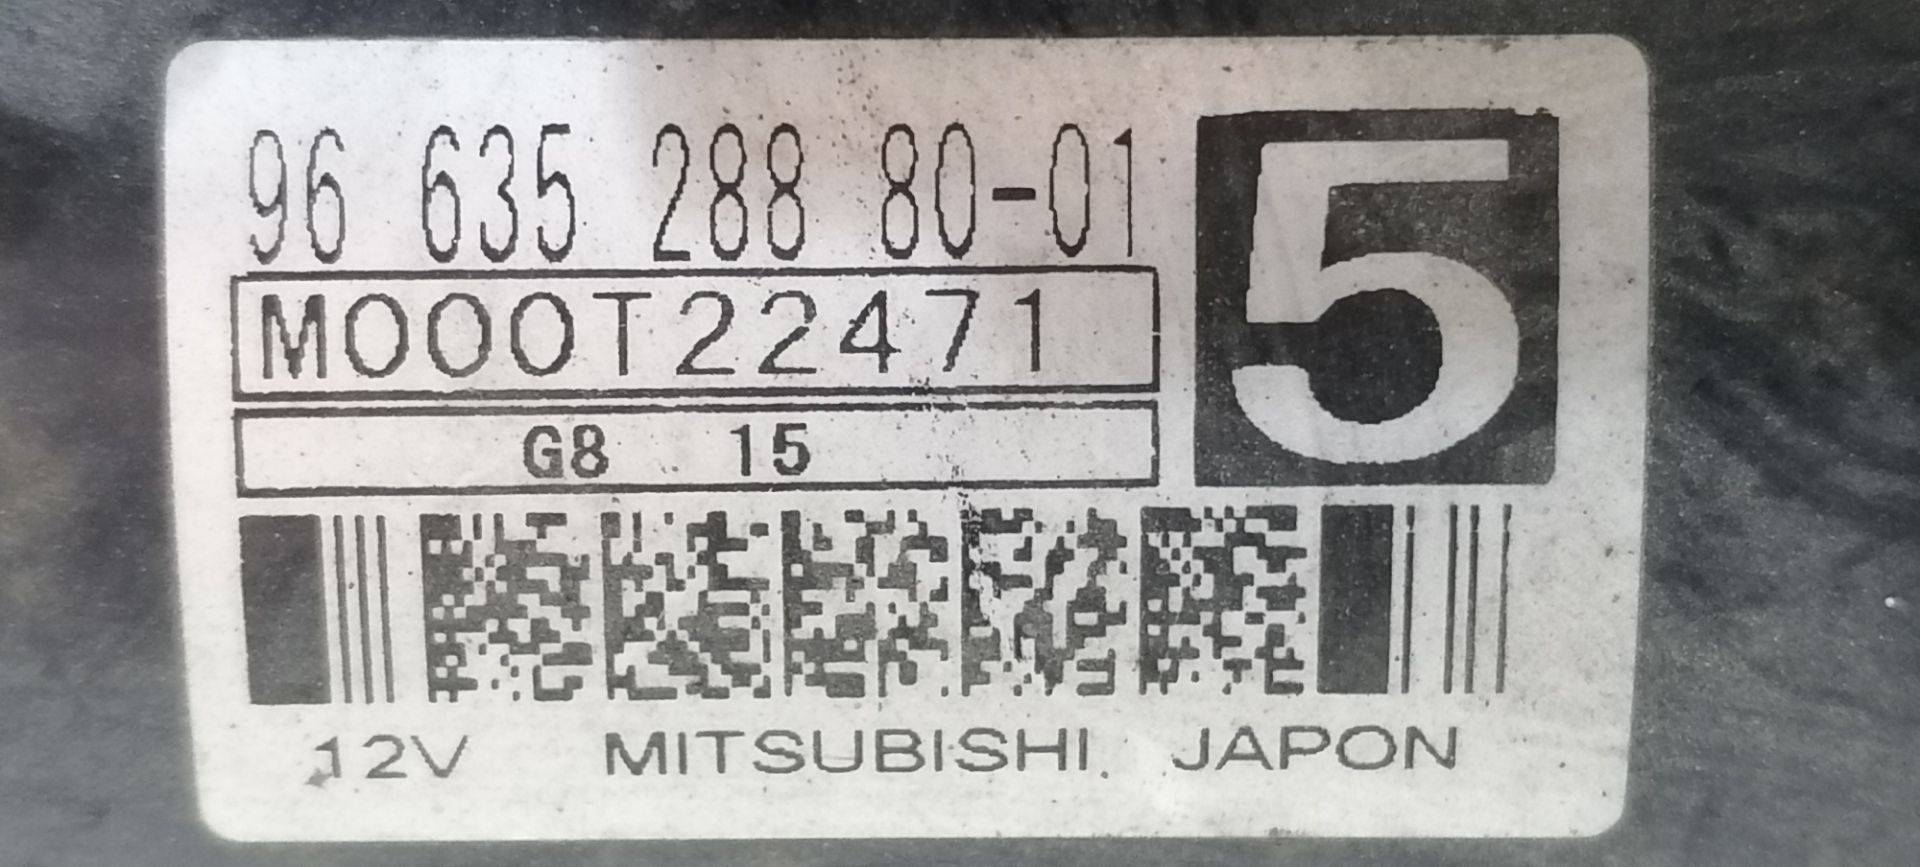 96 635 288 80-01
5
M000T22471
G8 15
12V MITSUBISHI JAPON